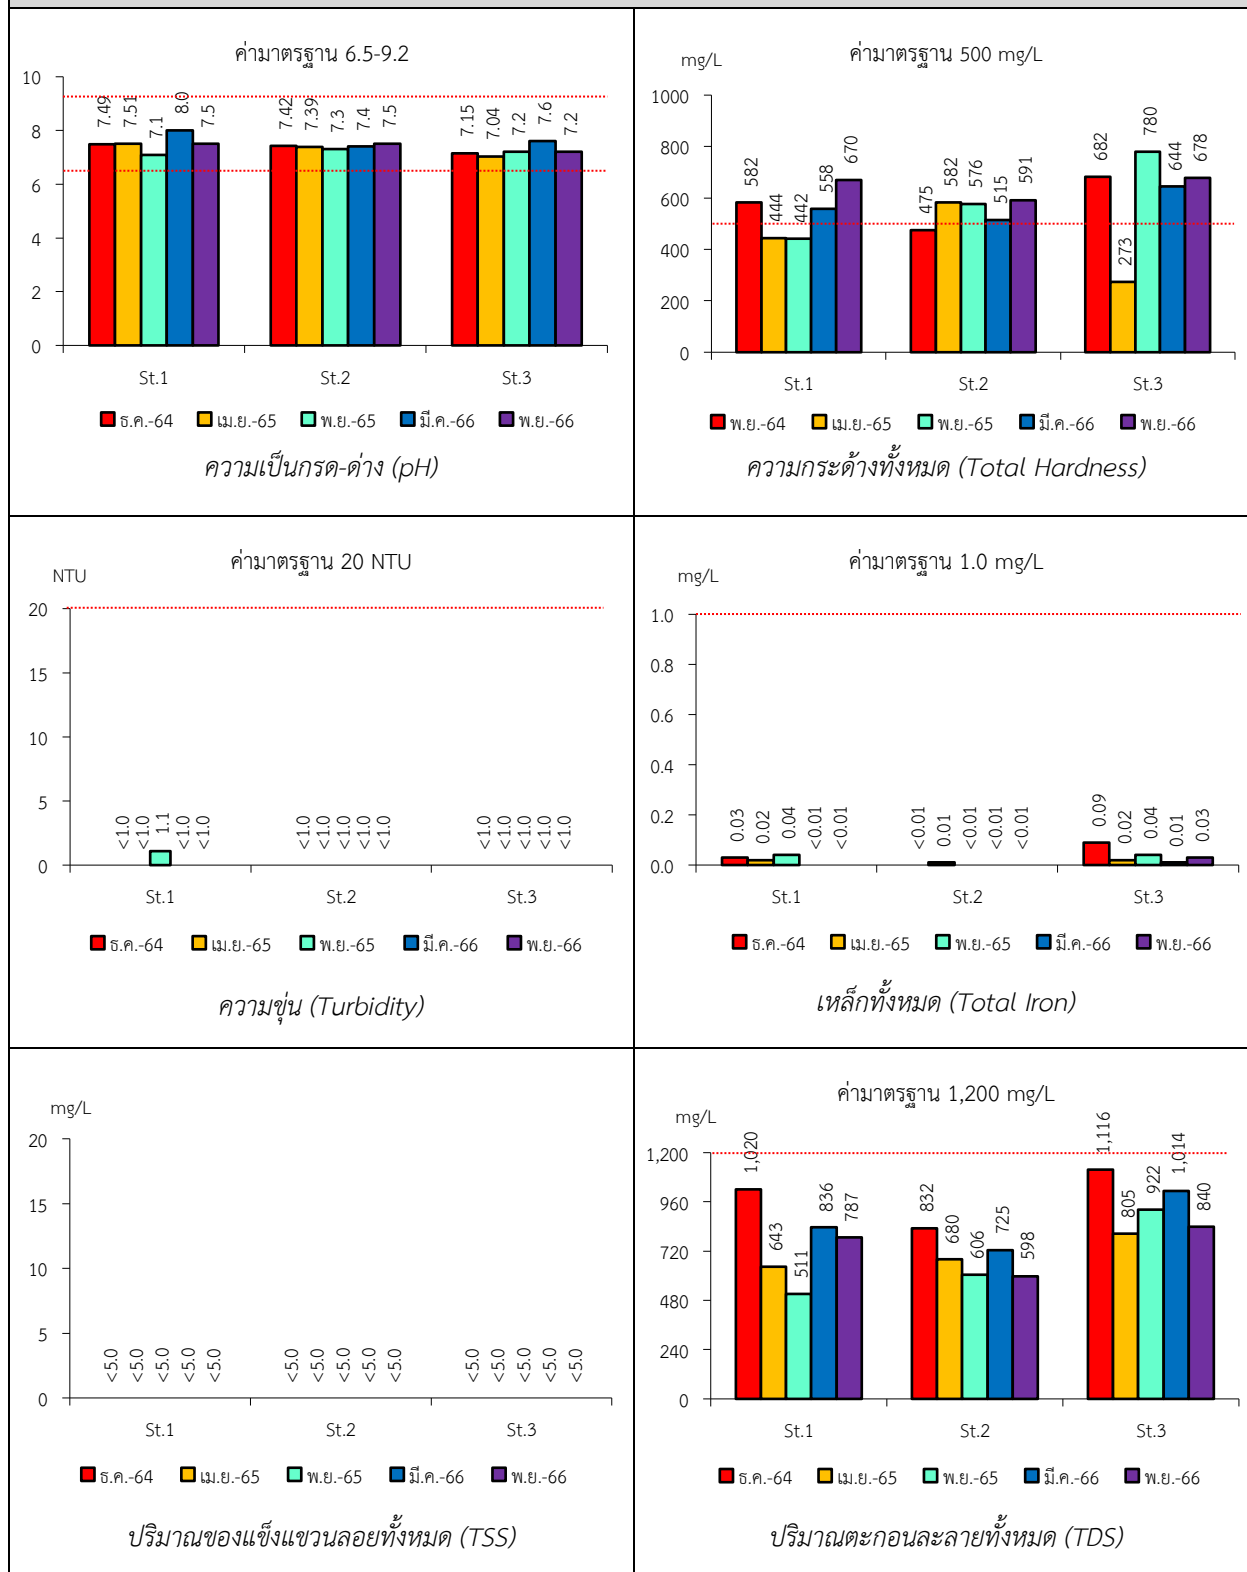 ค่ามาตรฐาน 6.5-9.2
10
8
6
4
2
0
7.49 7.51 7.1 8.0 7.5
7.42 7.39 7.3 7.4 7.5
7.15 7.04 7.2 7.6 7.2
St.1 St.2 St.3
ธ.ค.-64 เม.ย.-65 พ.ย.-65 มี.ค.-66 พ.ย.-66
ความเป็นกรด-ด่าง (pH)
ค่ามาตรฐาน 500 mg/L
mg/L
1000
800
600
400
200
0
582 444 442 558 670
475 582 576 515 591
682 273 780 644 678
St.1 St.2 St.3
พ.ย.-64 เม.ย.-65 พ.ย.-65 มี.ค.-66 พ.ย.-66
ความกระด้างทั้งหมด (Total Hardness)
ค่ามาตรฐาน 20 NTU
NTU
20
15
10
5
0
<1.0 <1.0 1.1 <1.0 <1.0
<1.0 <1.0 <1.0 <1.0 <1.0
<1.0 <1.0 <1.0 <1.0 <1.0
St.1 St.2 St.3
ธ.ค.-64 เม.ย.-65 พ.ย.-65 มี.ค.-66 พ.ย.-66
ความขุ่น (Turbidity)
ค่ามาตรฐาน 1.0 mg/L
mg/L
1.0
0.8
0.6
0.4
0.2
0.0
0.03 0.02 0.04 <0.01 <0.01
<0.01 0.01 <0.01 <0.01 <0.01
0.09 0.02 0.04 0.01 0.03
St.1 St.2 St.3
ธ.ค.-64 เม.ย.-65 พ.ย.-65 มี.ค.-66 พ.ย.-66
เหล็กทั้งหมด (Total Iron)
mg/L
20
15
10
5
0
<5.0 <5.0 <5.0 <5.0 <5.0
<5.0 <5.0 <5.0 <5.0 <5.0
<5.0 <5.0 <5.0 <5.0 <5.0
St.1 St.2 St.3
ธ.ค.-64 เม.ย.-65 พ.ย.-65 มี.ค.-66 พ.ย.-66
ปริมาณของแข็งแขวนลอยทั้งหมด (TSS)
ค่ามาตรฐาน 1,200 mg/L
mg/L
1,200
960
720
480
240
0
1,020 643 511 836 787
832 680 606 725 598
1,116 805 922 1,014 840
St.1 St.2 St.3
ธ.ค.-64 เม.ย.-65 พ.ย.-65 มี.ค.-66 พ.ย.-66
ปริมาณตะกอนละลายทั้งหมด (TDS)